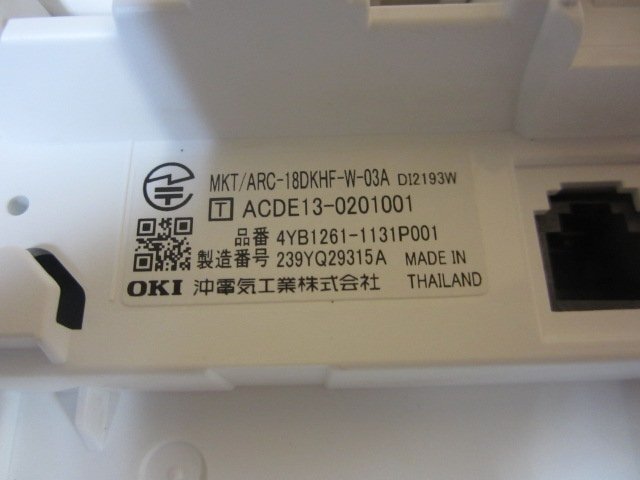 MKT/ARC-18DKHF-W-03A DI2193W
T ACDE13-0201001
品番 4YB1261-1131P001
製造番号 239YQ29315A MADE IN
OKI 沖電気工業株式会社 THAILAND